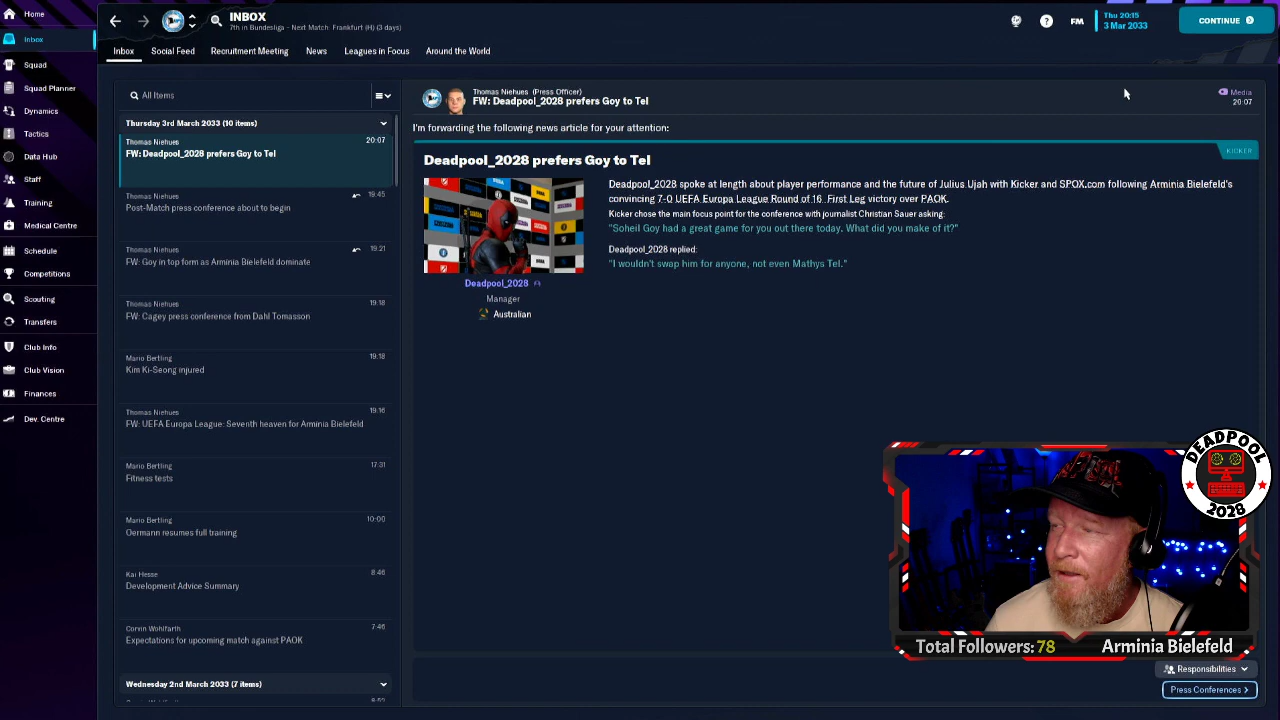 Home
Inbox
Squad
Squad Planner
Dynamics
Tactics
Data Hub
Staff
Training
Medical Centre
Schedule
Competitions
Scouting
Transfers
Club Info
Club Vision
Finances
Dev. Centre
INBOX
7th in Bundesliga - Next Match: Frankfurt (H) (3 days)
FM
Thu 20:15
3 Mar 2033
CONTINUE
Inbox Social Feed Recruitment Meeting News Leagues in Focus Around the World
All Items
Thursday 3rd March 2033 (10 items)
Thomas Niehues 20:07
FW: Deadpool_2028 prefers Goy to Tel
Thomas Niehues 19:45
Post-Match press conference about to begin
Thomas Niehues 19:21
FW: Goy in top form as Arminia Bielefeld dominate
Thomas Niehues 19:18
FW: Cagey press conference from Dahl Tomasson
Mario Bertling 19:18
Kim Ki-Seong injured
Thomas Niehues 19:16
FW: UEFA Europa League: Seventh heaven for Arminia Bielefeld
Mario Bertling 17:31
Fitness tests
Mario Bertling 10:00
Oermann resumes full training
Kai Hesse 8:46
Development Advice Summary
Corvin Wohlfarth 7:46
Expectations for upcoming match against PAOK
Wednesday 2nd March 2033 (7 items)
Thomas Niehues (Press Officer)
FW: Deadpool_2028 prefers Goy to Tel
Media
20:07
I'm forwarding the following news article for your attention:
KICKER
Deadpool_2028 prefers Goy to Tel
Deadpool_2028
Manager
Australian
Deadpool_2028 spoke at length about player performance and the future of Julius Ujah with Kicker and SPOX.com following Arminia Bielefeld's
convincing 7-0 UEFA Europa League Round of 16 First Leg victory over PAOK.
Kicker chose the main focus point for the conference with journalist Christian Sauer asking:
"Soheil Goy had a great game for you out there today. What did you make of it?"
Deadpool_2028 replied:
"I wouldn't swap him for anyone, not even Mathys Tel."
DEADPOOL
2028
Total Followers: 78 Arminia Bielefeld
Responsibilities
Press Conferences